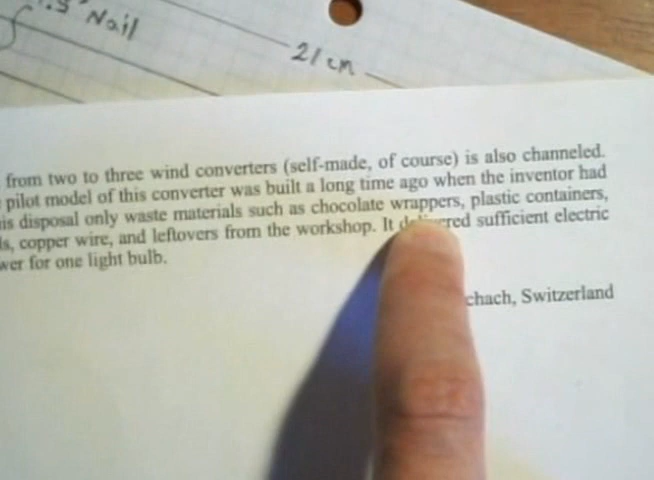 Nail
21 cm
from two to three wind converters (self-made, of course) is also channeled.
pilot model of this converter was built a long time ago when the inventor had
is disposal only waste materials such as chocolate wrappers, plastic containers,
ls, copper wire, and leftovers from the workshop. It delivered sufficient electric
wer for one light bulb.
chach, Switzerland